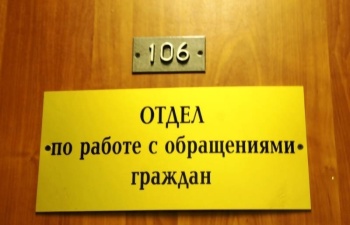 106
ОТДЕЛ
по работе с обращениями
граждан